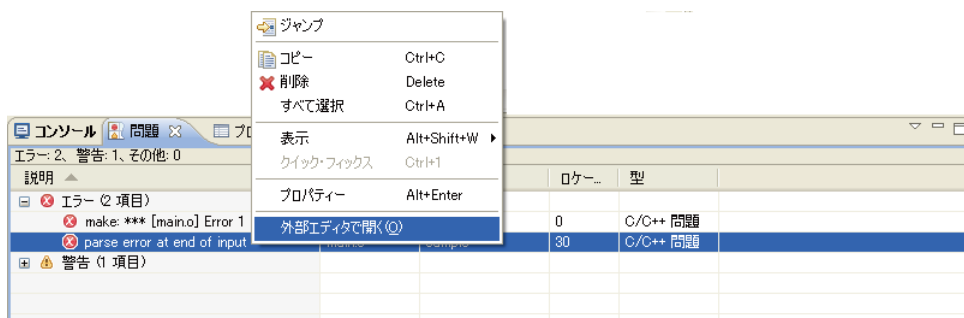 ジャンプ
コピー Ctrl+C
削除 Delete
すべて選択 Ctrl+A
表示 Alt+Shift+W
クイック・フィックス Ctrl+1
プロパティー Alt+Enter
外部エディタで開く(O)
コンソール 問題 プロ
エラー: 2、警告: 1、その他: 0
説明 ロケー... 型
エラー (2 項目)
make: *** [main.o] Error 1 0 C/C++ 問題
parse error at end of input main.c sample 30 C/C++ 問題
警告 (1 項目)